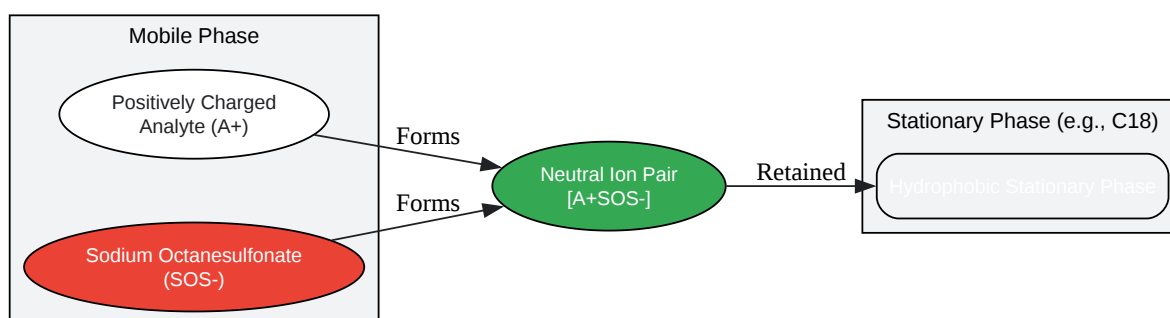 Mobile Phase
Positively Charged
Analyte (A+)
Forms
Sodium Octanesulfonate
(SOS-)
Forms
Neutral Ion Pair
[A+SOS-]
Retained
Stationary Phase (e.g., C18)
Hydrophobic Stationary Phase